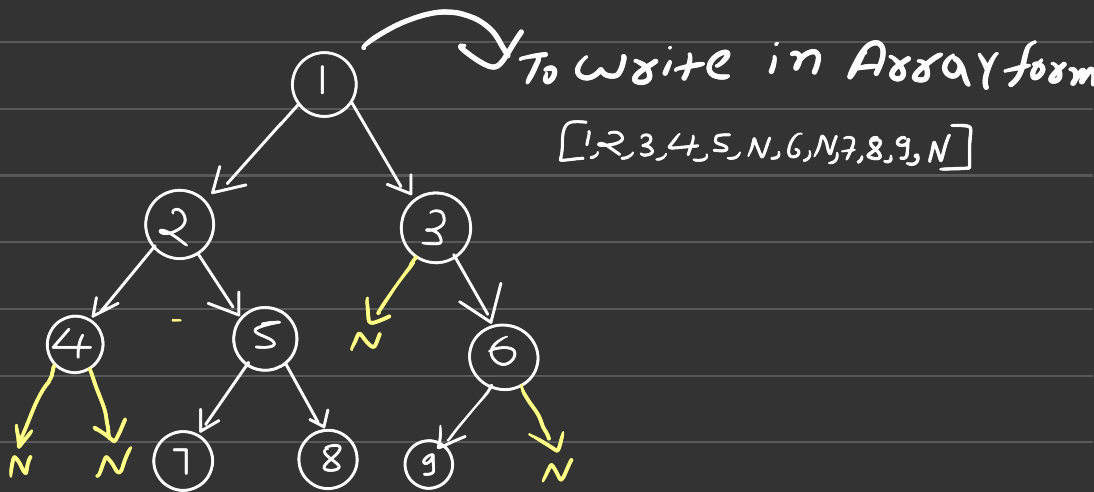 1
To write in Array form
[1,2,3,4,5,N,6,N,7,8,9,N]
2
3
4
5
N
6
N
N
7
8
9
N